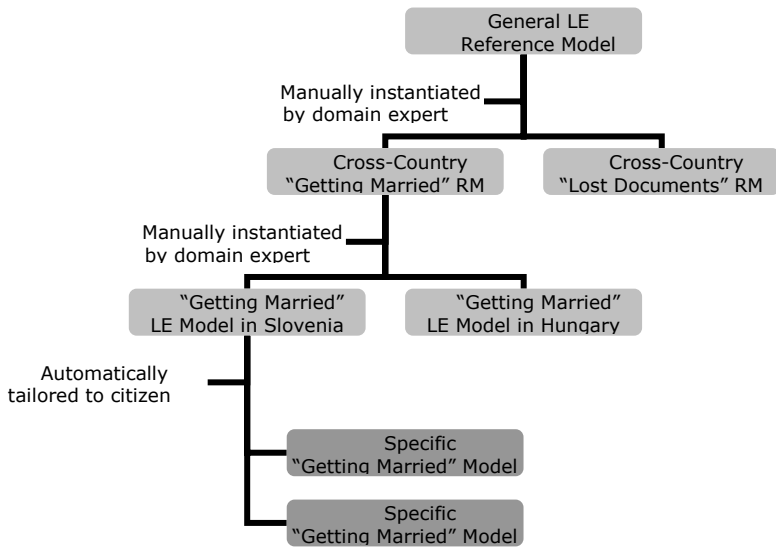 General LE
Reference Model
Manually instantiated
by domain expert
Cross-Country
“Getting Married” RM
Cross-Country
“Lost Documents” RM
Manually instantiated
by domain expert
“Getting Married”
LE Model in Slovenia
“Getting Married”
LE Model in Hungary
Automatically
tailored to citizen
Specific
“Getting Married” Model
Specific
“Getting Married” Model